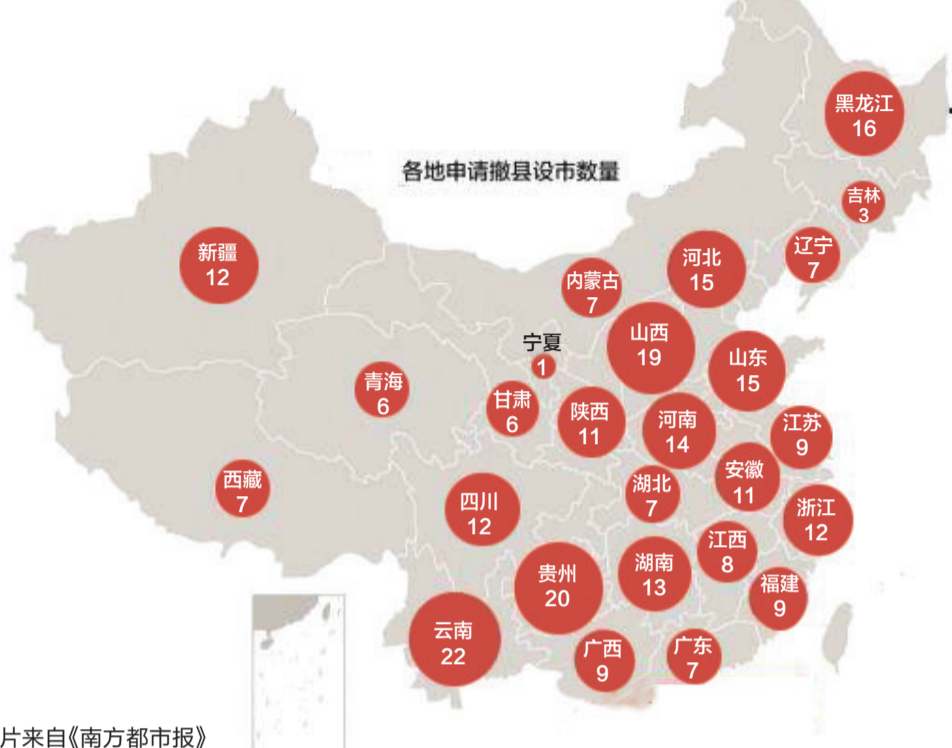 黑龙江
16
各地申请撤县设市数量
吉林
3
新疆
12
河北
15
辽宁
7
内蒙古
7
山西
19
宁夏
1
山东
15
青海
6
甘肃
6
陕西
11
河南
14
江苏
9
安徽
11
西藏
7
四川
12
湖北
7
浙江
12
江西
8
湖南
13
贵州
20
福建
9
云南
22
广西
9
广东
7
片来自《南方都市报》